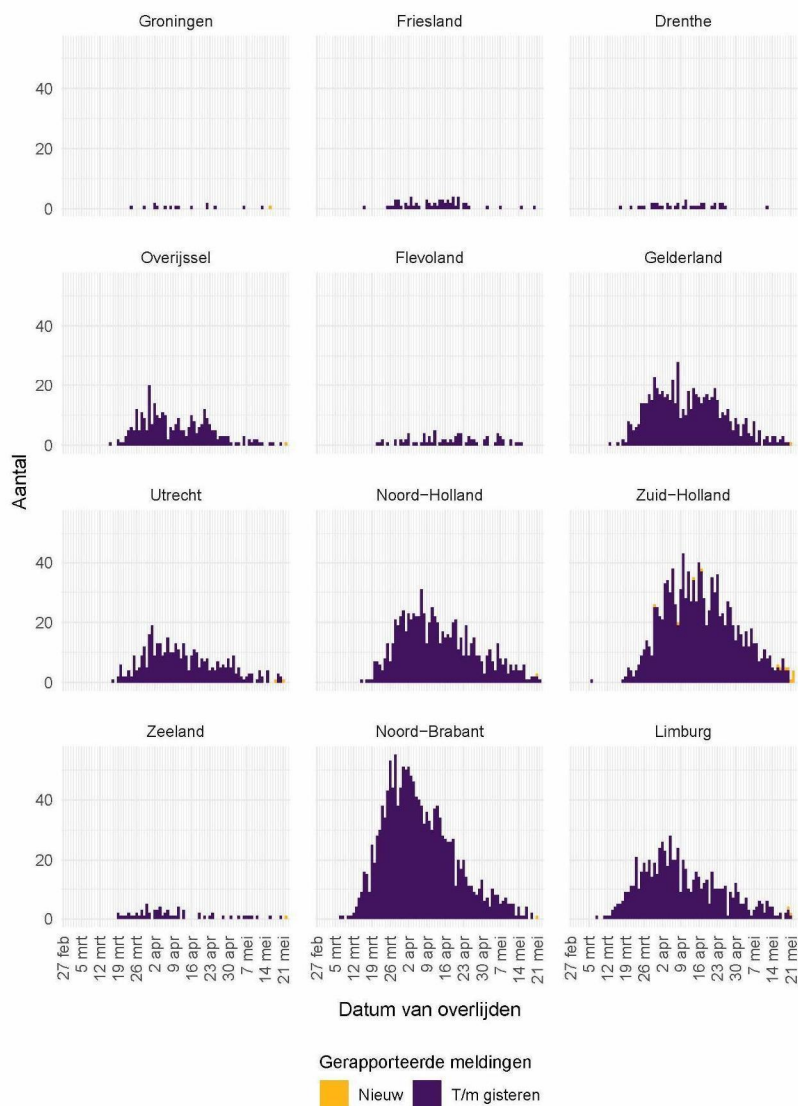 Groningen Friesland Drenthe
40
20
0
Overijssel Flevoland Gelderland
40
20
0
Aantal
Utrecht Noord−Holland Zuid−Holland
40
20
0
Zeeland Noord−Brabant Limburg
40
20
0
27 feb 5 mrt 12 mrt 19 mrt 26 mrt 2 apr 9 apr 16 apr 23 apr 30 apr 7 mei 14 mei 21 mei 27 feb 5 mrt 12 mrt 19 mrt 26 mrt 2 apr 9 apr 16 apr 23 apr 30 apr 7 mei 14 mei 21 mei 27 feb 5 mrt 12 mrt 19 mrt 26 mrt 2 apr 9 apr 16 apr 23 apr 30 apr 7 mei 14 mei 21 mei
Datum van overlijden
Gerapporteerde meldingen
Nieuw T/m gisteren